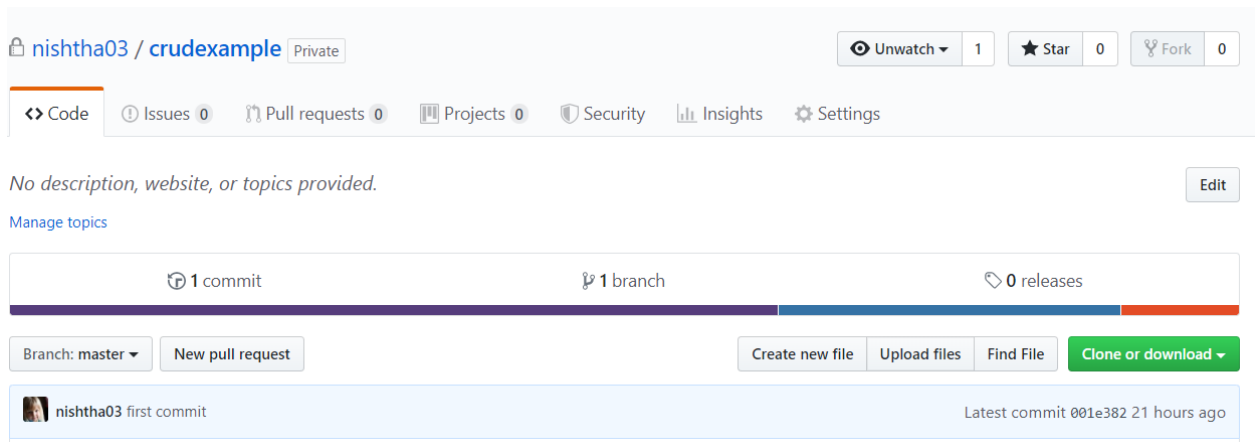 nishtha03 / crudexample Private Unwatch 1 Star 0 Fork 0
Code Issues 0 Pull requests 0 Projects 0 Security Insights Settings
No description, website, or topics provided. Edit
Manage topics
1 commit 1 branch 0 releases
Branch: master New pull request Create new file Upload files Find File Clone or download
nishtha03 first commit Latest commit 001e382 21 hours ago